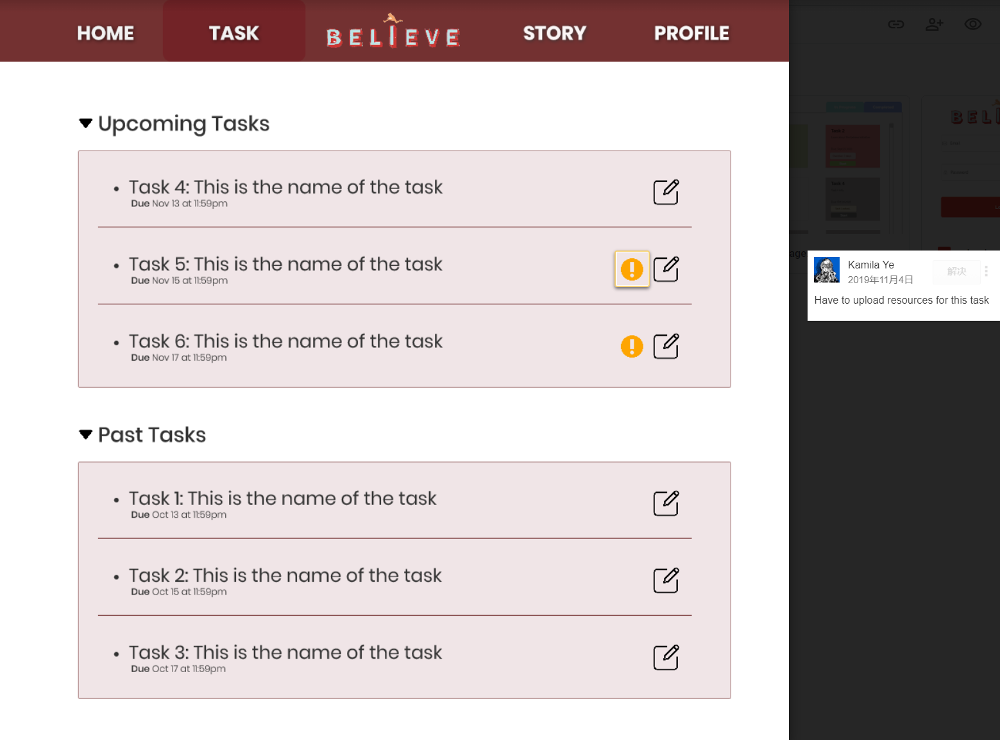 HOME
TASK
BELIEVE
STORY
PROFILE
Upcoming Tasks
• Task 4: This is the name of the task
Due Nov 13 at 11:59pm
• Task 5: This is the name of the task
Due Nov 15 at 11:59pm
• Task 6: This is the name of the task
Due Nov 17 at 11:59pm
Past Tasks
• Task 1: This is the name of the task
Due Oct 13 at 11:59pm
• Task 2: This is the name of the task
Due Oct 15 at 11:59pm
• Task 3: This is the name of the task
Due Oct 17 at 11:59pm
Kamila Ye
2019年11月4日
解决
Have to upload resources for this task